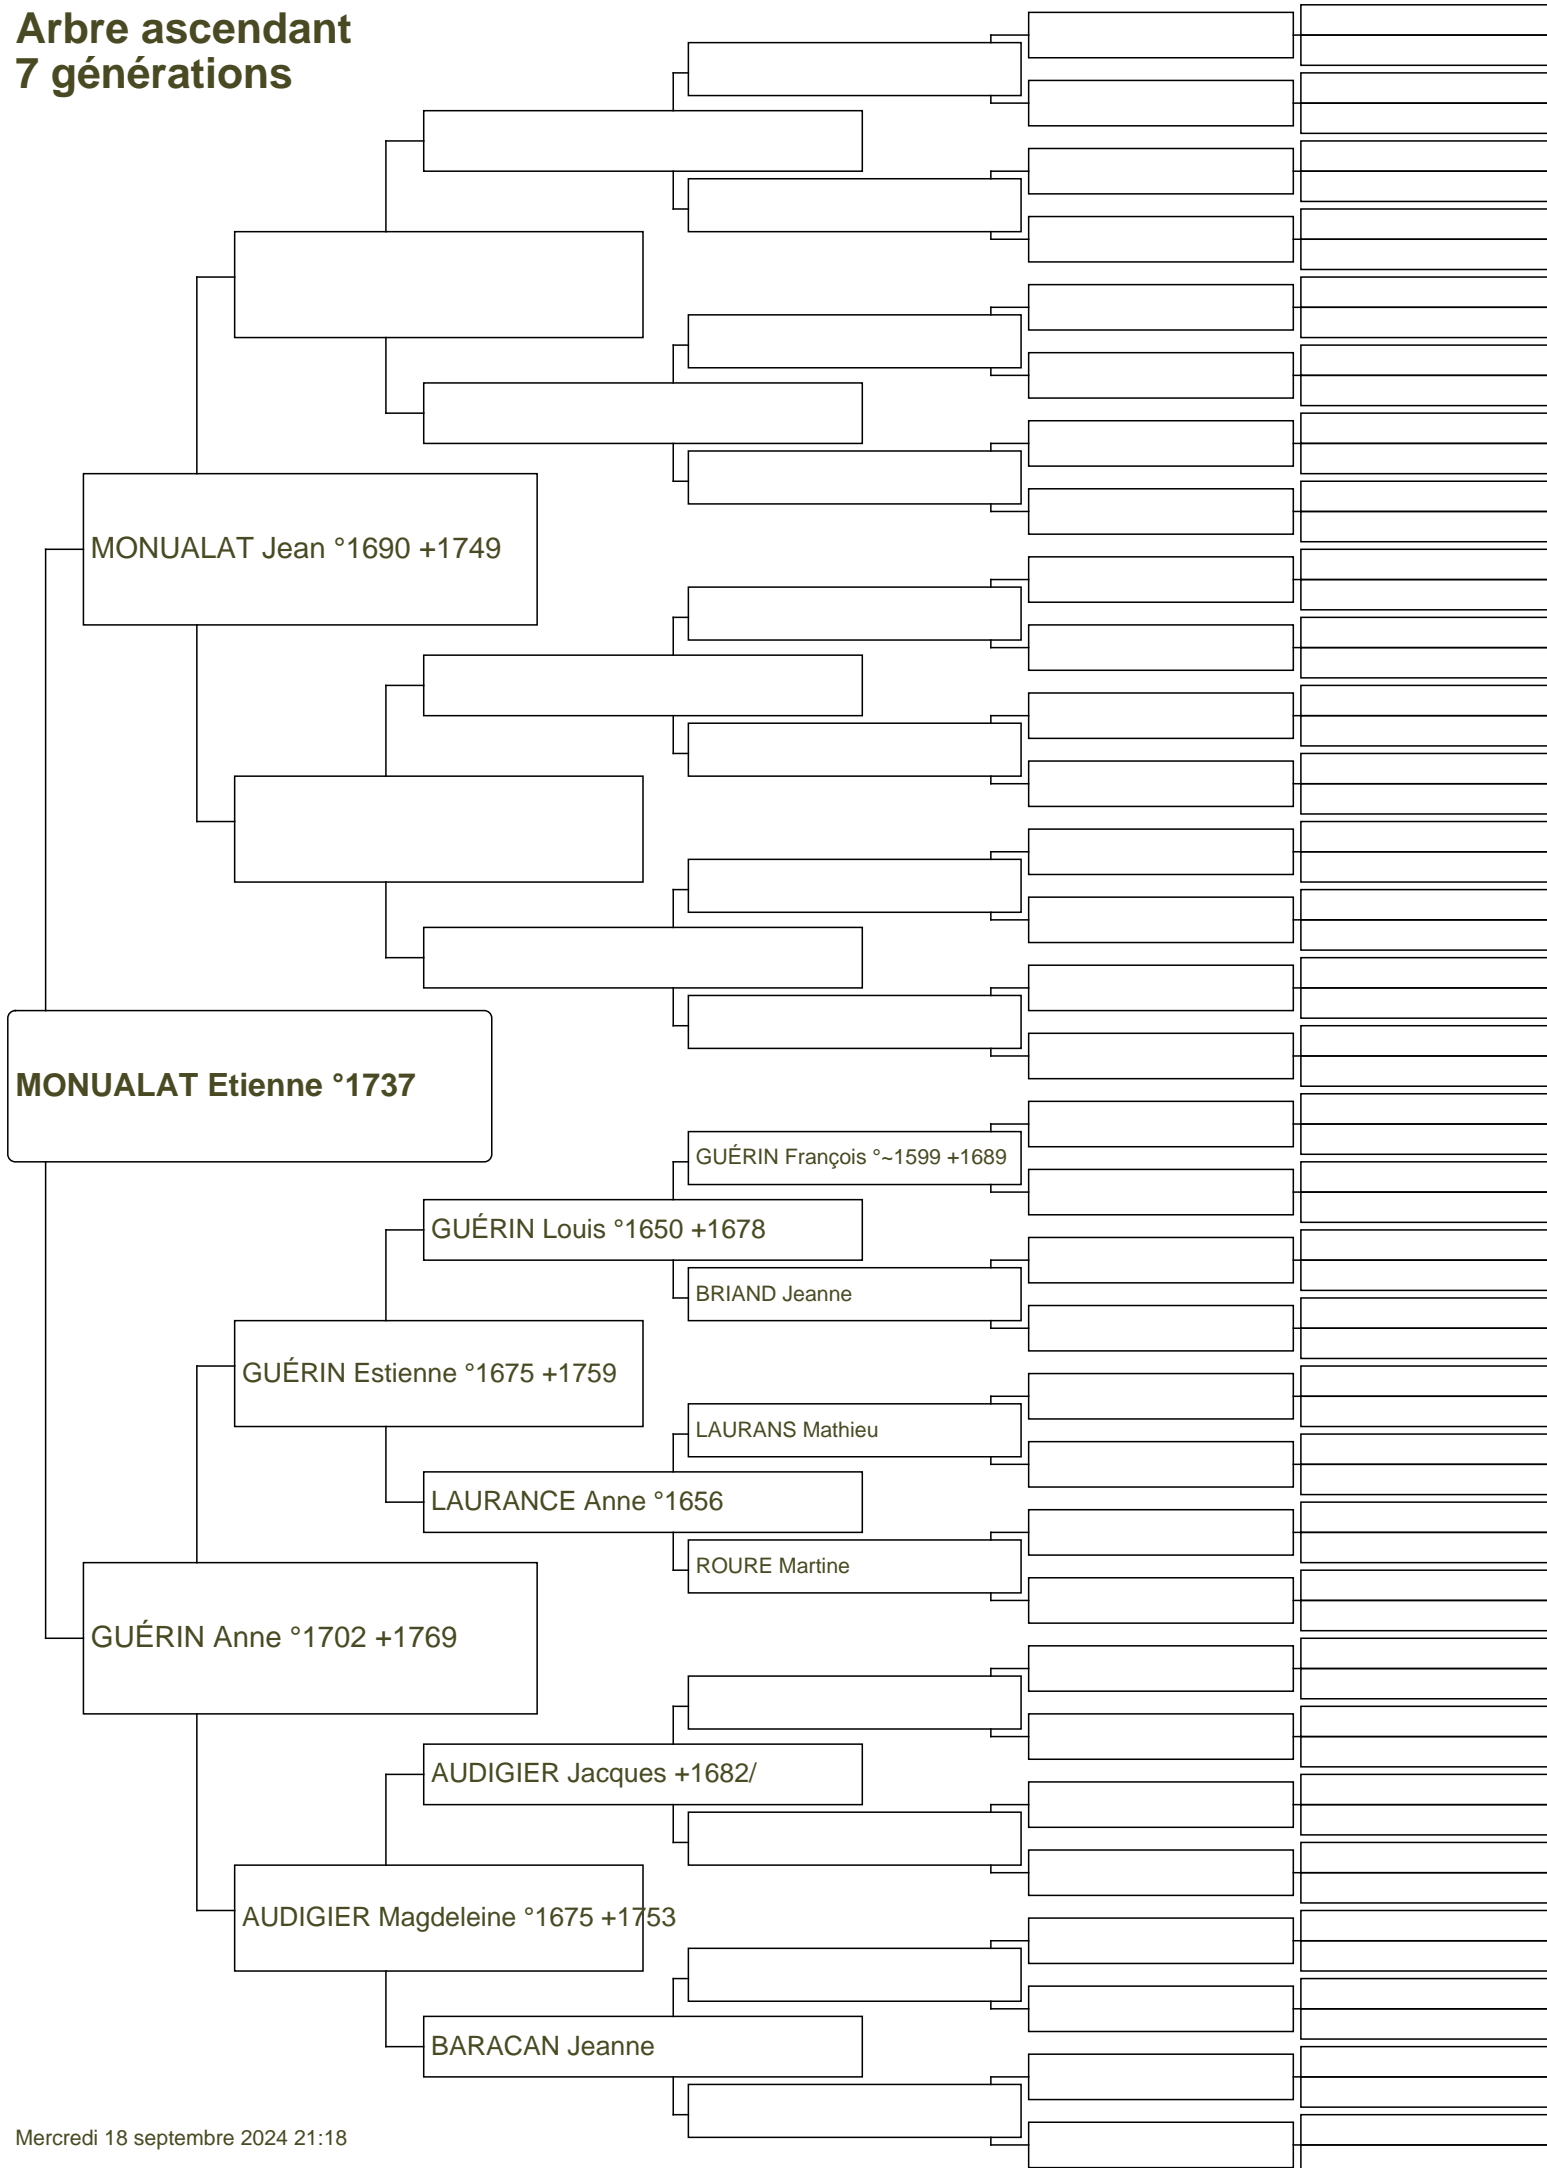 Arbre ascendant
7 générations
MONUALAT Jean °1690 +1749
MONUALAT Etienne °1737
GUÉRIN François °~1599 +1689
GUÉRIN Louis °1650 +1678
BRIAND Jeanne
GUÉRIN Estienne °1675 +1759
LAURANS Mathieu
LAURANCE Anne °1656
ROURE Martine
GUÉRIN Anne °1702 +1769
AUDIGIER Jacques +1682/
AUDIGIER Magdeleine °1675 +1753
BARACAN Jeanne
Mercredi 18 septembre 2024 21:18